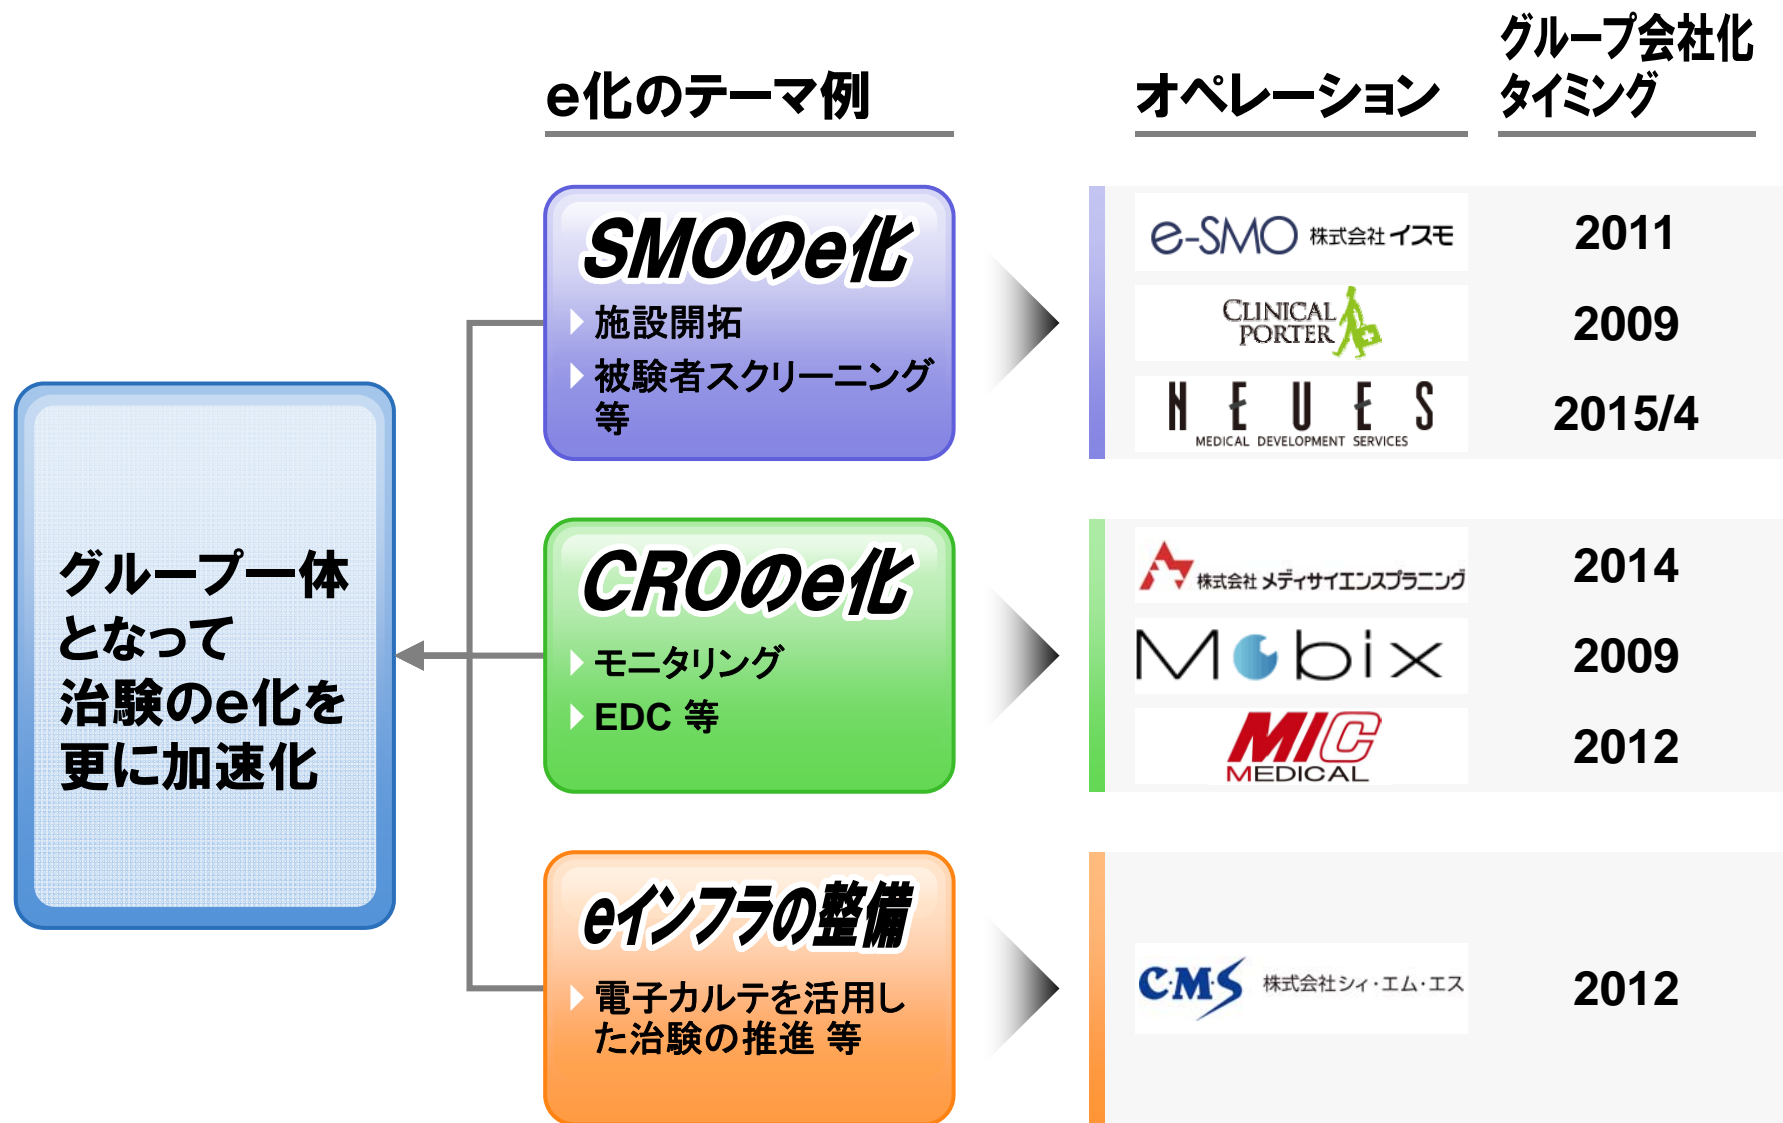 e化のテーマ例
オペレーション
グループ会社化
タイミング
グループ一体
となって
治験のe化を
更に加速化
SMOのe化
施設開拓
被験者スクリーニング
等
e-SMO 株式会社 イスモ
2011
CLINICAL
PORTER
2009
NEUES
MEDICAL DEVELOPMENT SERVICES
2015/4
CROのe化
モニタリング
EDC 等
株式会社 メディサイエンスプラニング
2014
Mobix
2009
MIC
MEDICAL
2012
eインフラの整備
電子カルテを活用し
た治験の推進 等
C·M·S 株式会社シィ・エム・エス
2012